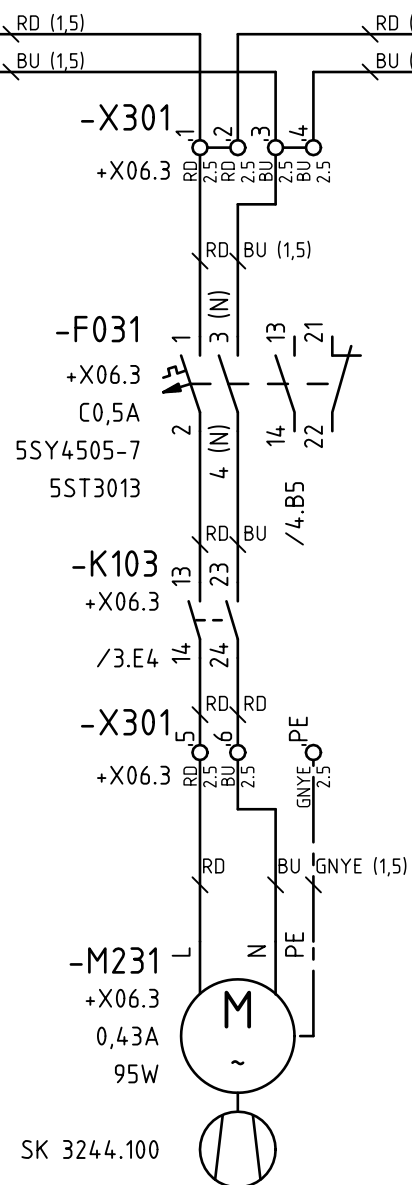 RD (1,5)
RD (
BU (1,5)
BU (
-X301
1 2 3 4
+X06.3
RD 2.5 RD 2.5 BU 2.5 BU 2.5
RD BU (1,5)
-F031
1 3 (N) 13 21
+X06.3
C0,5A
2 4 (N) 14 22
5SY4505-7
5ST3013
/4.B5
RD BU
-K103
13 23
+X06.3
/3.E4
14 24
RD RD
-X301
5 6 PE
+X06.3
RD 2.5 BU 2.5 GNYE 2.5
RD BU GNYE (1,5)
-M231
L N PE
+X06.3
M
0,43A
~
95W
SK 3244.100